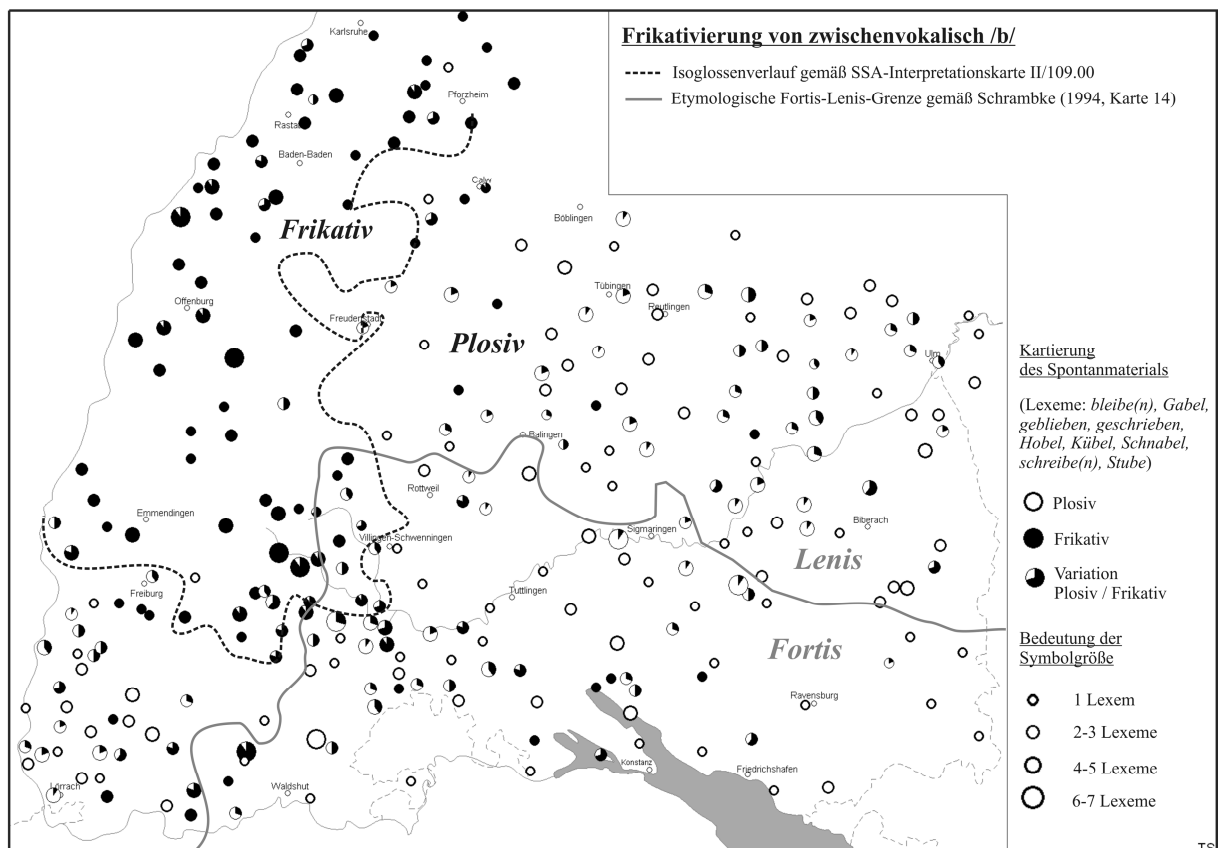 Frikativierung von zwischenvokalisch /b/
Isoglossenverlauf gemäß SSA-Interpretationskarte II/109.00
Etymologische Fortis-Lenis-Grenze gemäß Schrambke (1994, Karte 14)
Karlsruhe
Pforzheim
Rastatt
Baden-Baden
Calw
Böblingen
Frikativ
Tübingen
Reutlingen
Offenburg
Freudenstadt
Plosiv
Ulm
Balingen
Rottweil
Emmendingen
Villingen-Schwenningen
Sigmaringen
Biberach
Lenis
Freiburg
Tuttlingen
Fortis
Ravensburg
Lörrach
Waldshut
Konstanz
Friedrichshafen
Kartierung
des Spontanmaterials
(Lexeme: bleibe(n), Gabel,
geblieben, geschrieben,
Hobel, Kübel, Schnabel,
schreibe(n), Stube)
Plosiv
Frikativ
Variation
Plosiv / Frikativ
Bedeutung der
Symbolgröße
1 Lexem
2-3 Lexeme
4-5 Lexeme
6-7 Lexeme
TS